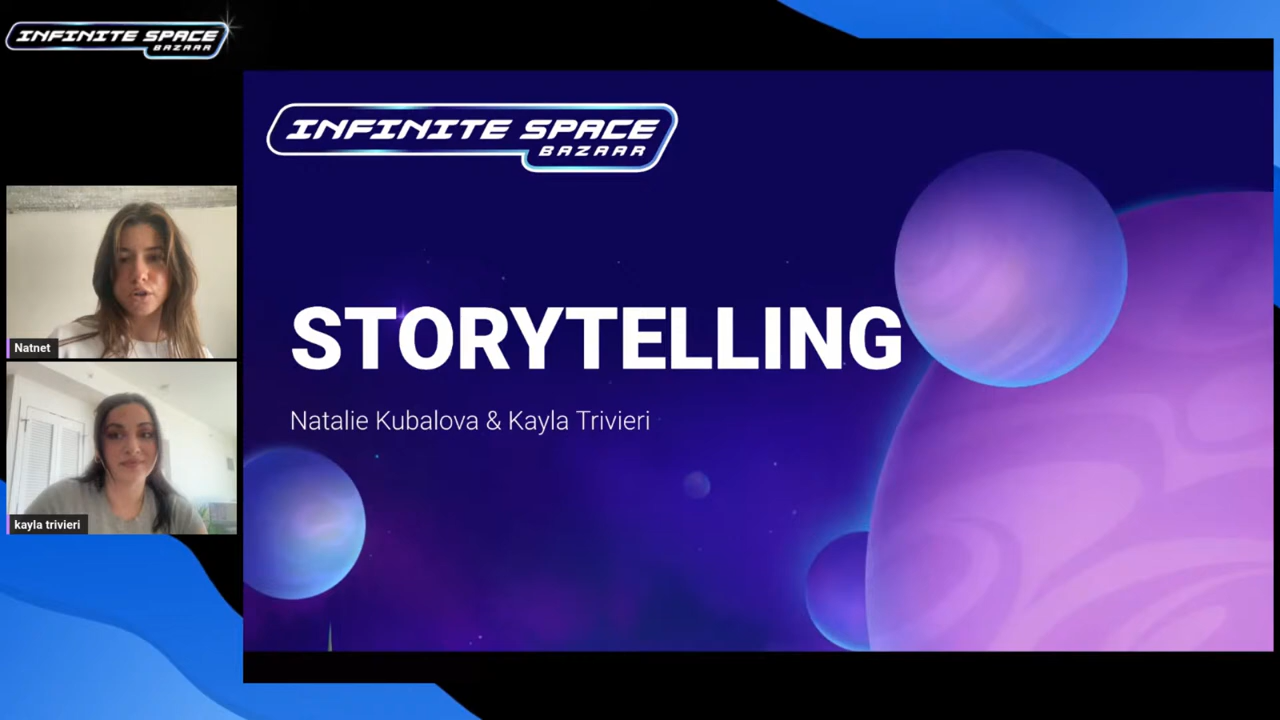 INFINITE SPACE
BAZAAR
INFINITE SPACE
BAZAAR
STORYTELLING
Natalie Kubalova & Kayla Trivieri
Natnet
kayla trivieri